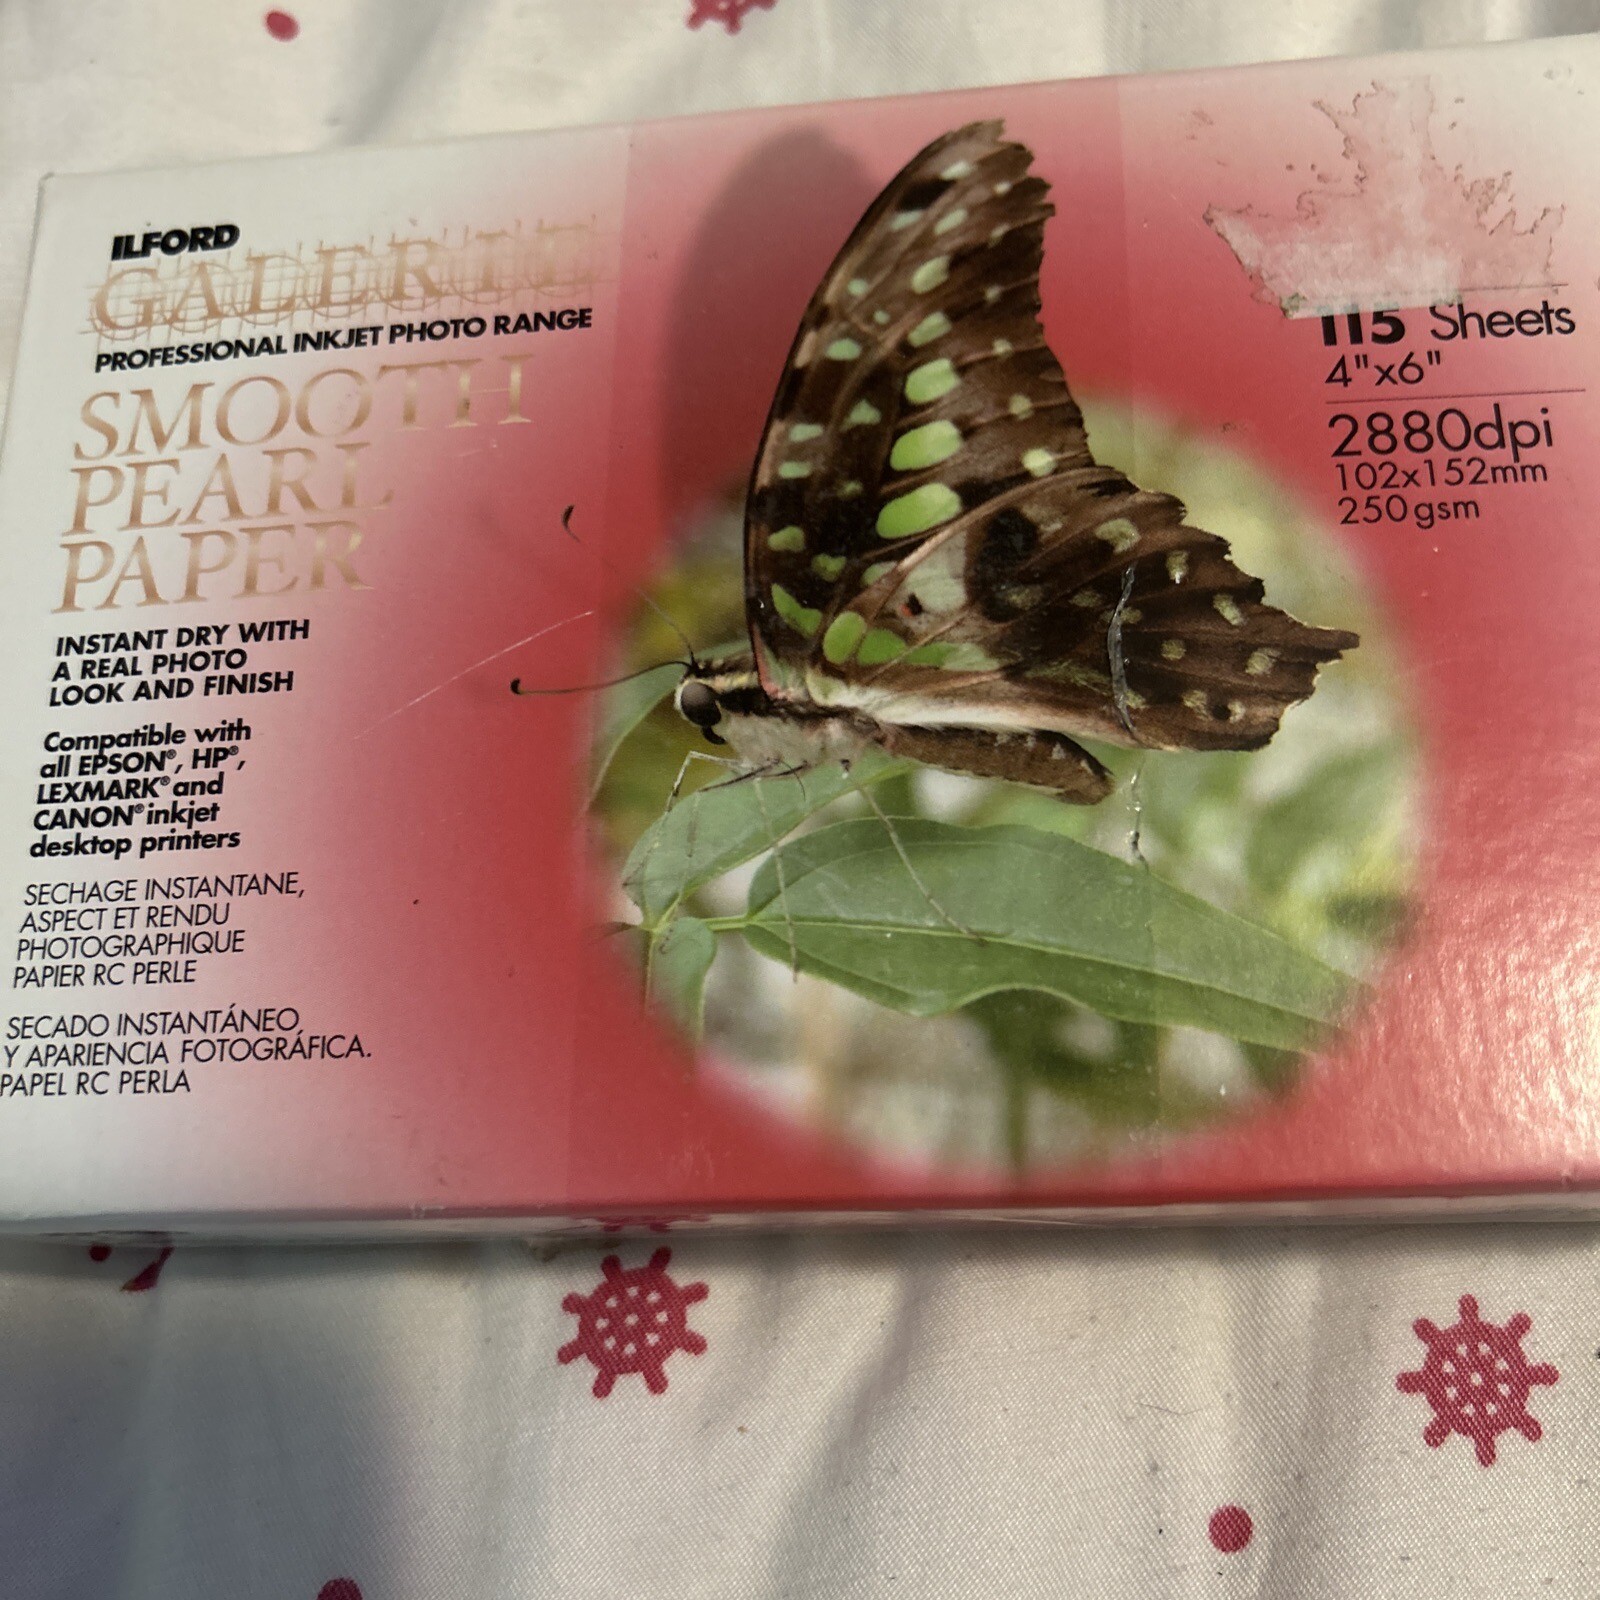 ILFORD
GALERIE
PROFESSIONAL INKJET PHOTO RANGE
SMOOTH
PEARL
PAPER
INSTANT DRY WITH
A REAL PHOTO
LOOK AND FINISH
Compatible with
all EPSON®, HP®,
LEXMARK® and
CANON® inkjet
desktop printers
SECHAGE INSTANTANE,
ASPECT ET RENDU
PHOTOGRAPHIQUE
PAPIER RC PERLE
SECADO INSTANTÁNEO
Y APARIENCIA FOTOGRÁFICA.
PAPEL RC PERLA
115 Sheets
4"x6"
2880dpi
102x152mm
250gsm